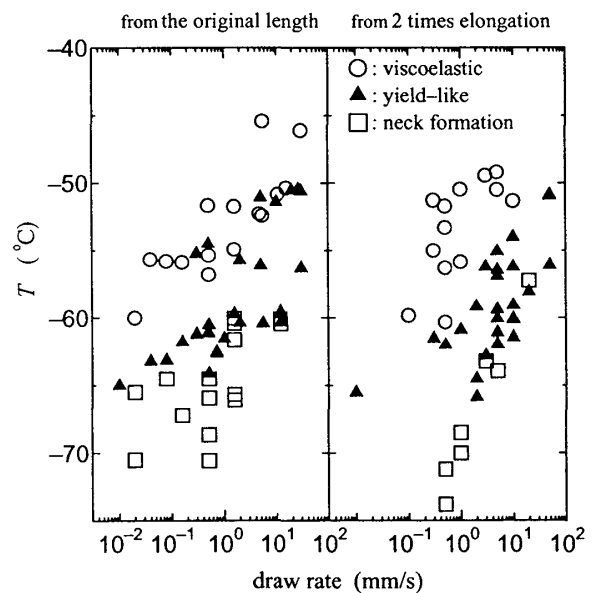 from the original length
from 2 times elongation
○ : viscoelastic
▲ : yield-like
□ : neck formation
−40
−50
−60
−70
T (°C)
10⁻² 10⁻¹ 10⁰ 10¹ 10² 10⁻¹ 10⁰ 10¹ 10²
draw rate (mm/s)